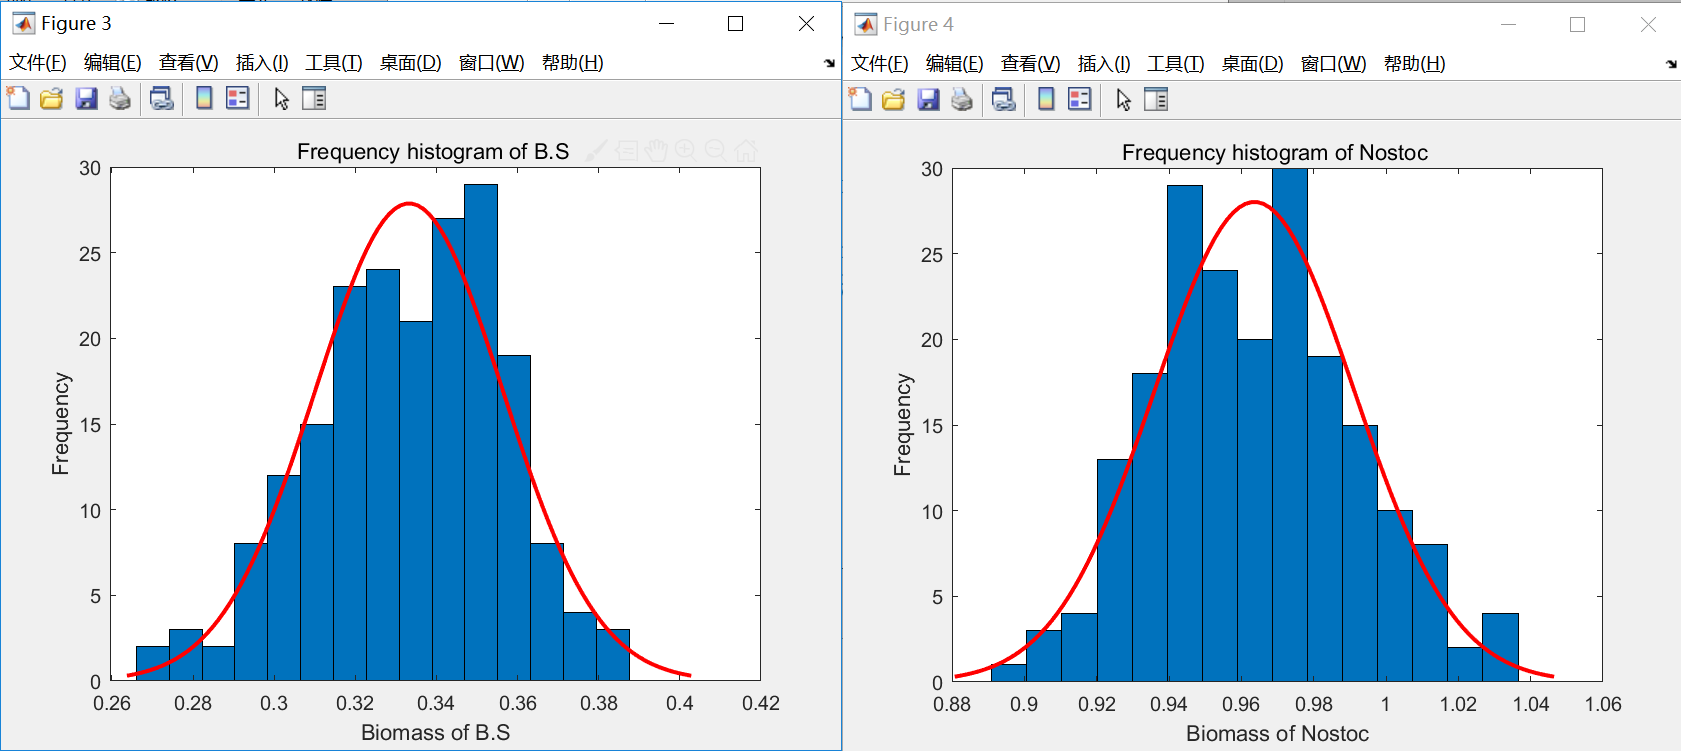 Figure 3
文件(F) 编辑(E) 查看(V) 插入(I) 工具(T) 桌面(D) 窗口(W) 帮助(H)
Frequency histogram of B.S
30
25
20
15
10
5
0
Frequency
0.26 0.28 0.3 0.32 0.34 0.36 0.38 0.4 0.42
Biomass of B.S
Figure 4
文件(F) 编辑(E) 查看(V) 插入(I) 工具(T) 桌面(D) 窗口(W) 帮助(H)
Frequency histogram of Nostoc
30
25
20
15
10
5
0
Frequency
0.88 0.9 0.92 0.94 0.96 0.98 1 1.02 1.04 1.06
Biomass of Nostoc